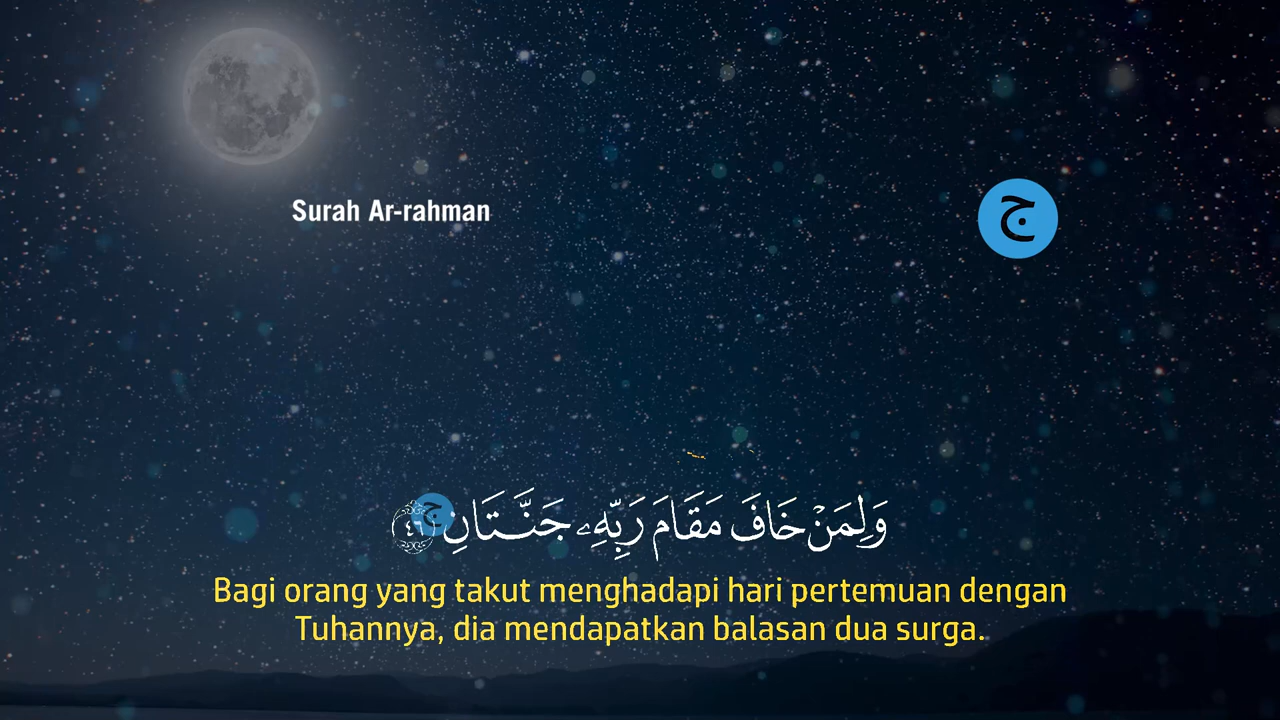 Surah Ar-rahman
ج
وَلِمَنْ خَافَ مَقَامَ رَبِّهِۦ جَنَّتَانِ ج ٤٦
Bagi orang yang takut menghadapi hari pertemuan dengan
Tuhannya, dia mendapatkan balasan dua surga.